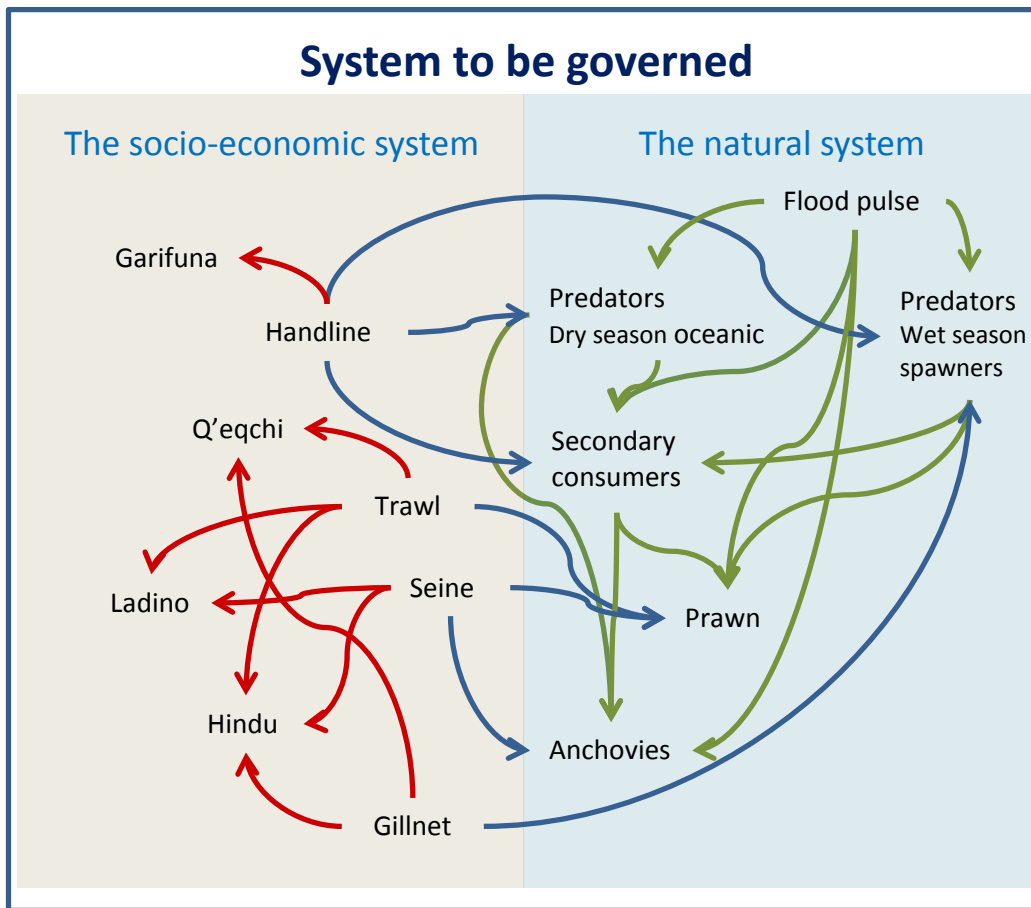 System to be governed
The socio-economic system
The natural system
Flood pulse
Garifuna
Handline
Predators
Dry season oceanic
Predators
Wet season
spawners
Q’eqchi
Secondary
consumers
Trawl
Ladino
Seine
Prawn
Hindu
Anchovies
Gillnet